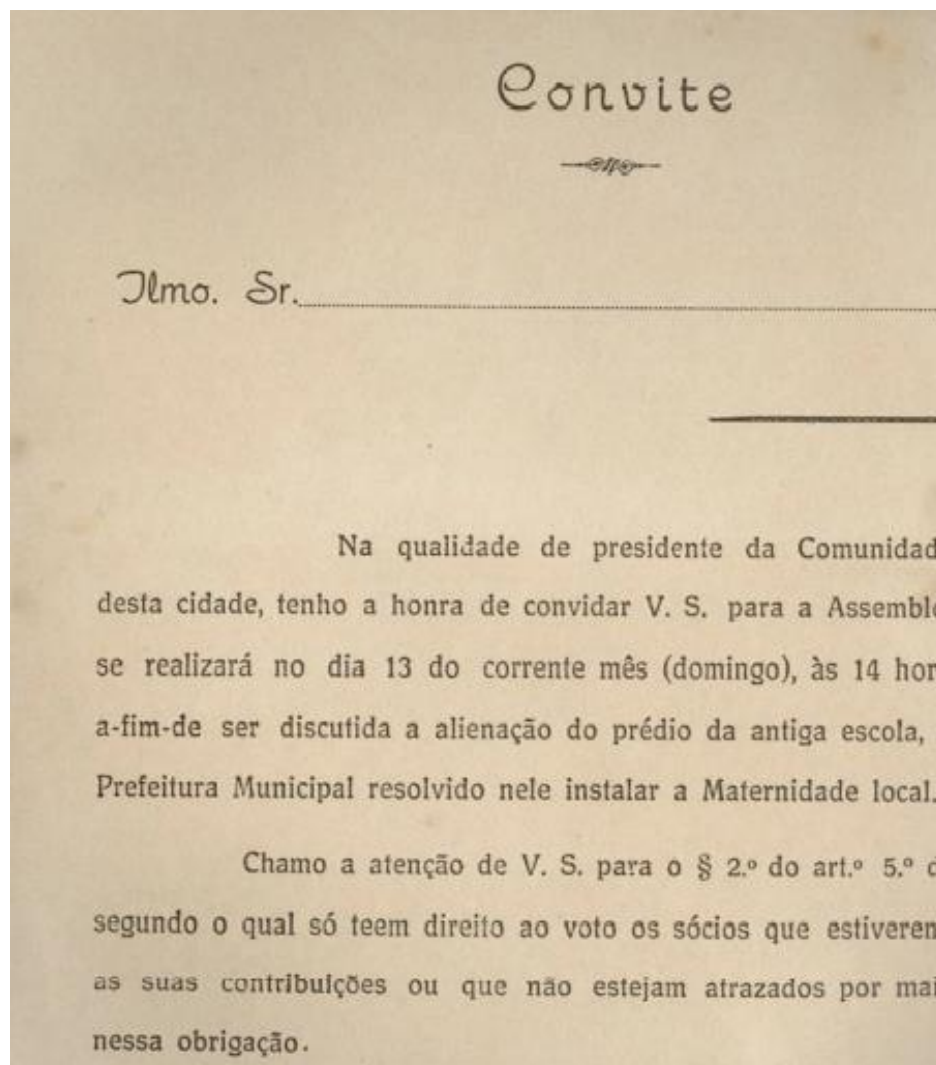 Convite
Ilmo. Sr.
Na qualidade de presidente da Comunidad
desta cidade, tenho a honra de convidar V. S. para a Assemble
se realizará no dia 13 do corrente mês (domingo), às 14 hor
a-fim-de ser discutida a alienação do prédio da antiga escola,
Prefeitura Municipal resolvido nele instalar a Maternidade local.
Chamo a atenção de V. S. para o § 2.º do art.º 5.º d
segundo o qual só teem direito ao voto os sócios que estiverem
as suas contribuições ou que não estejam atrazados por mai
nessa obrigação.